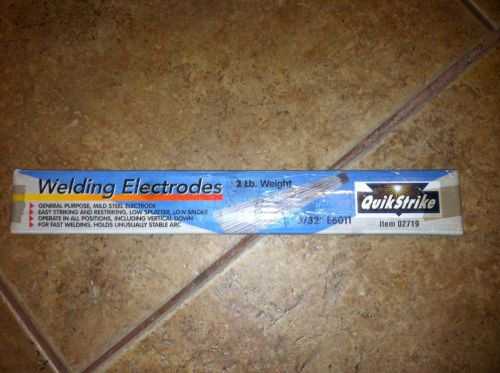 Welding Electrodes
GENERAL PURPOSE, MILD STEEL ELECTRODE
EASY STRIKING AND RESTRIKING, LOW SPLATTER, LOW SMOKE
OPERATE IN ALL POSITIONS, INCLUDING VERTICAL DOWN
FOR FAST WELDING, HOLDS UNUSUALLY STABLE ARC
2 Lb. Weight
3/32" E6011
QuikStrike
Item 02719